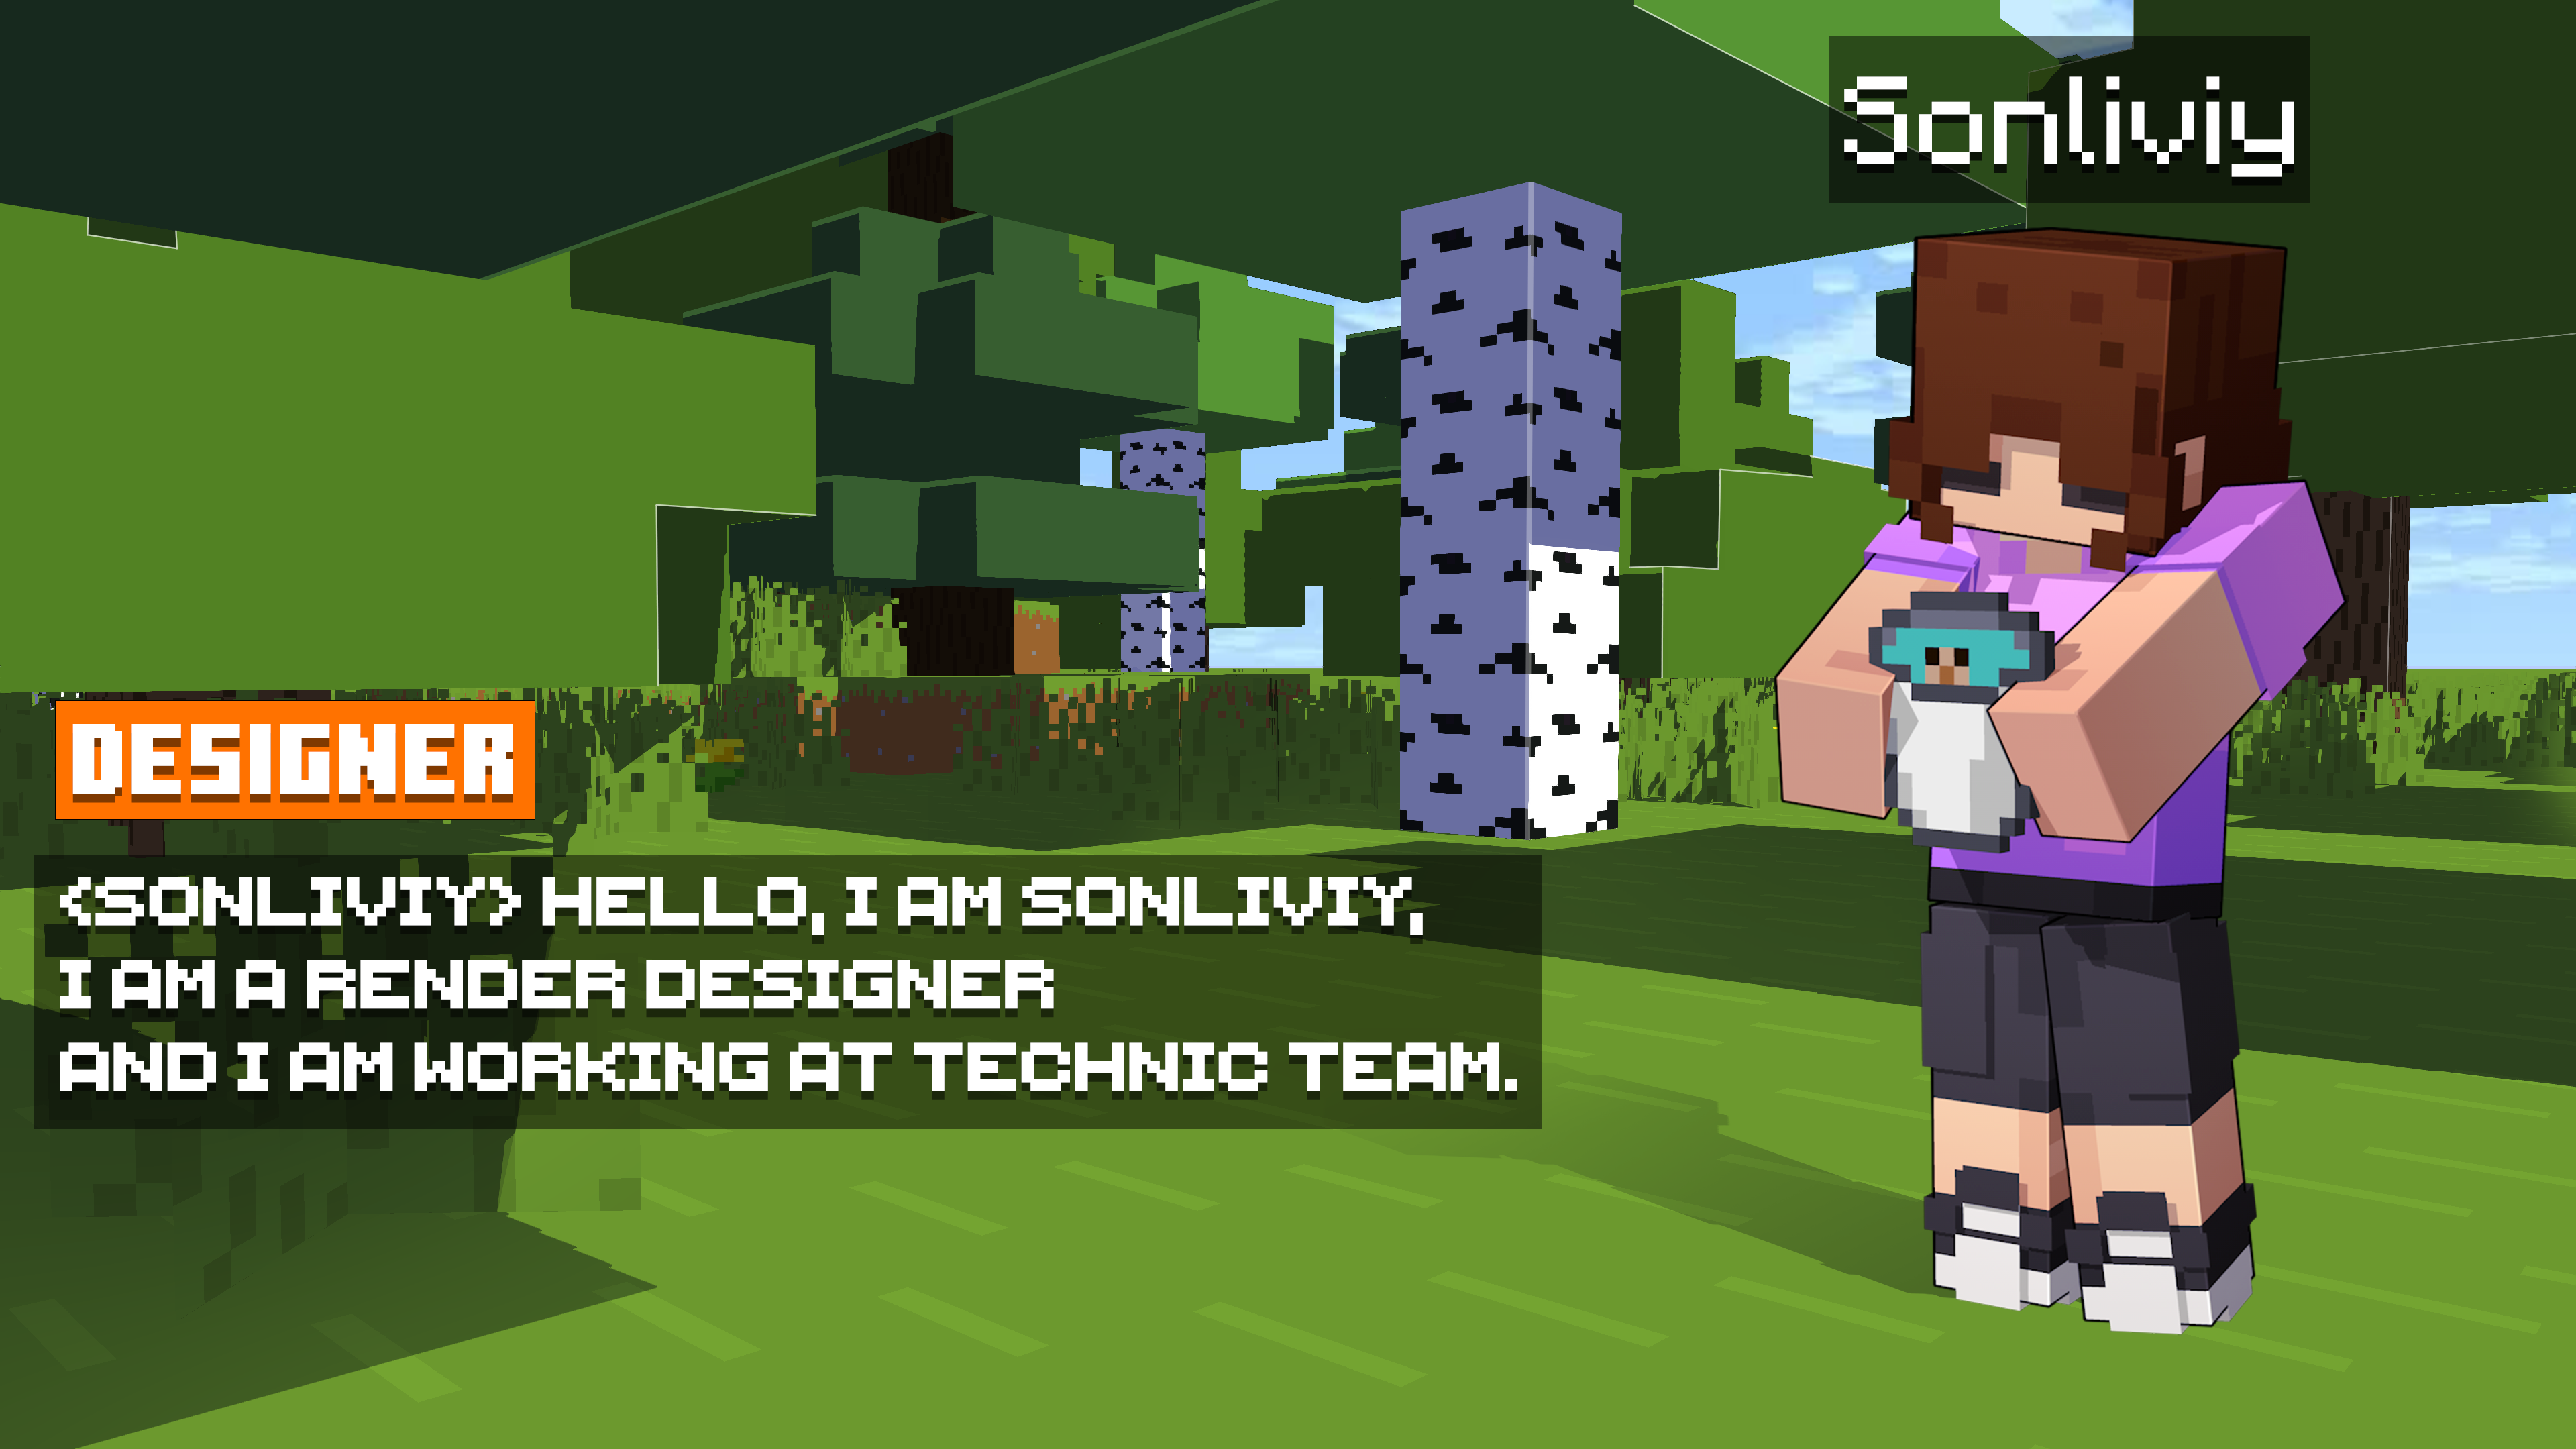 Sonliviy
DESIGNER
<SONLIVIY> HELLO, I AM SONLIVIY,
I AM A RENDER DESIGNER
AND I AM WORKING AT TECHNIC TEAM.